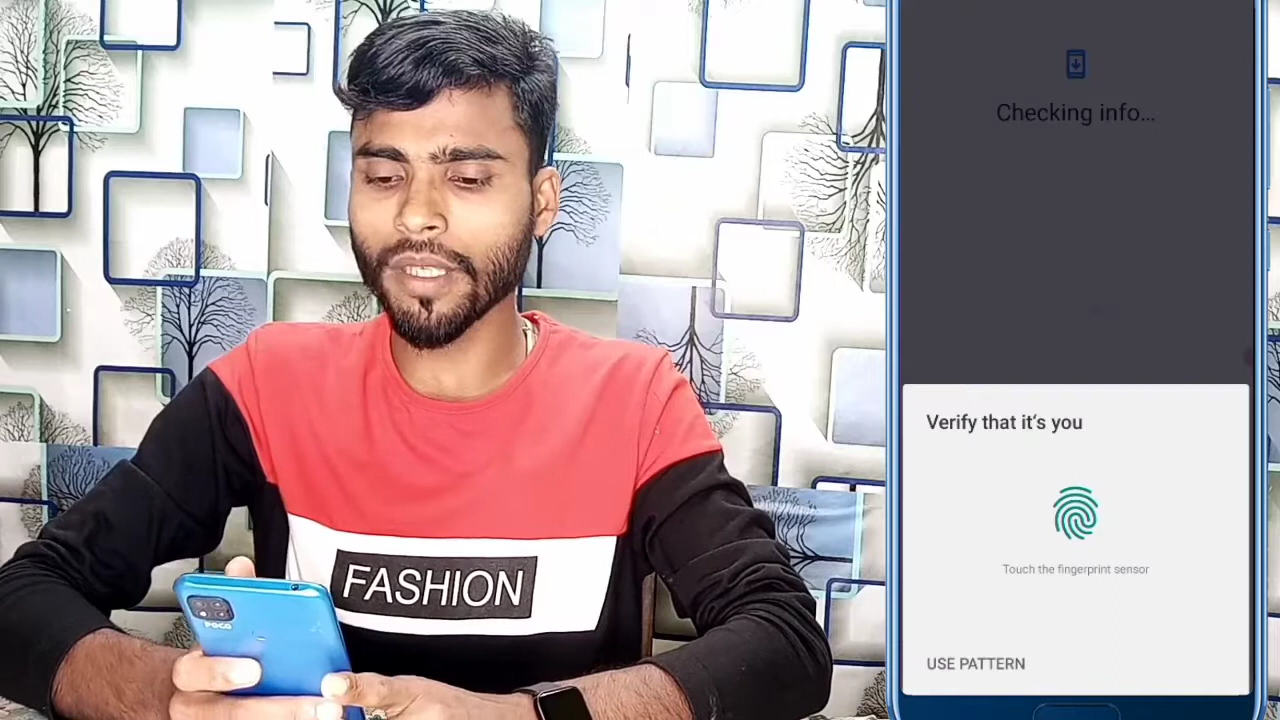 Checking info...
Verify that it's you
Touch the fingerprint sensor
USE PATTERN
FASHION
POCO